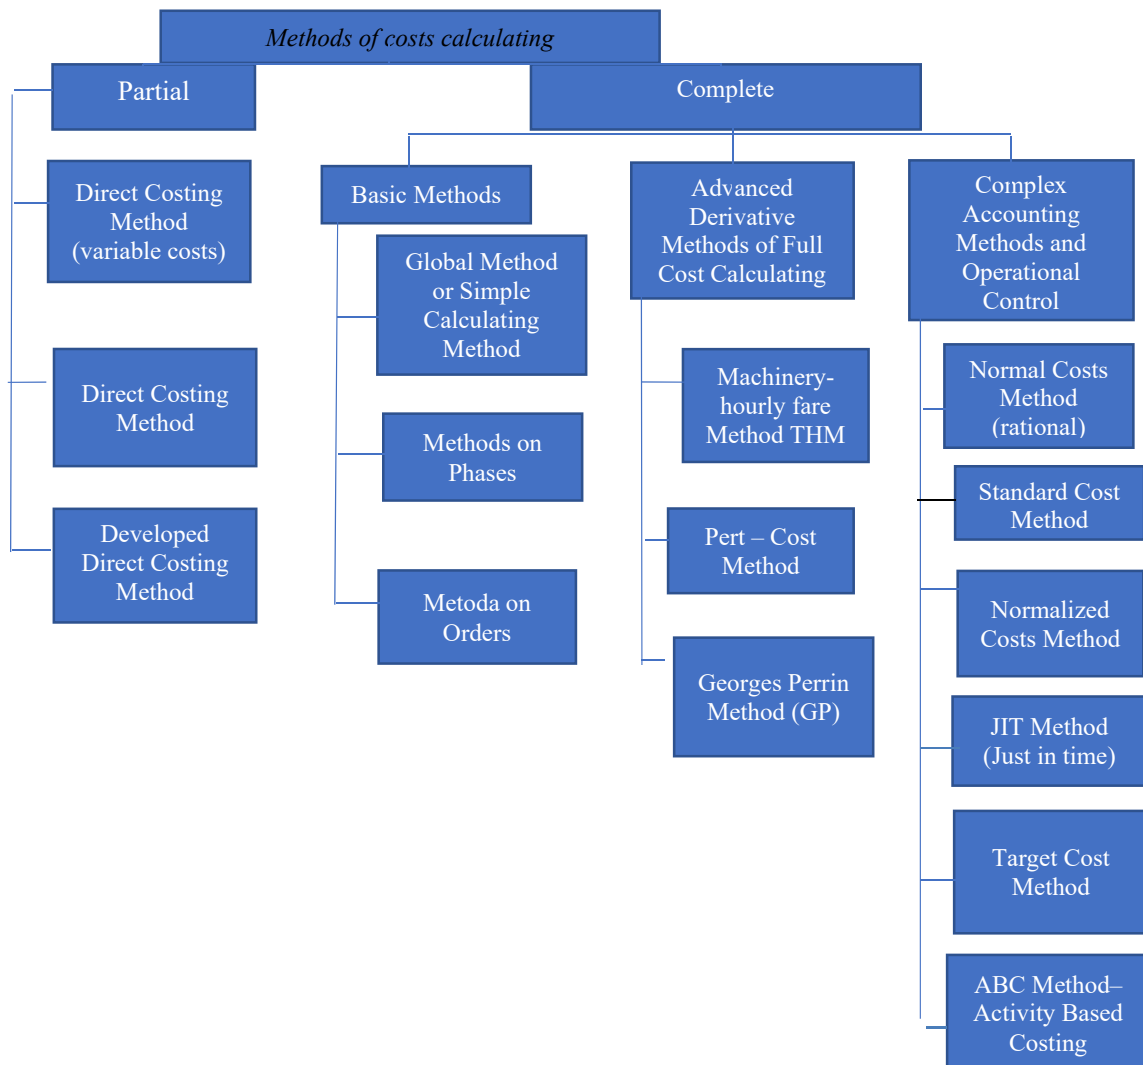 Methods of costs calculating
Partial
Complete
Direct Costing
Method
(variable costs)
Direct Costing
Method
Developed
Direct Costing
Method
Basic Methods
Global Method
or Simple
Calculating
Method
Methods on
Phases
Metoda on
Orders
Advanced
Derivative
Methods of Full
Cost Calculating
Machinery-
hourly fare
Method THM
Pert – Cost
Method
Georges Perrin
Method (GP)
Complex
Accounting
Methods and
Operational
Control
Normal Costs
Method
(rational)
Standard Cost
Method
Normalized
Costs Method
JIT Method
(Just in time)
Target Cost
Method
ABC Method–
Activity Based
Costing